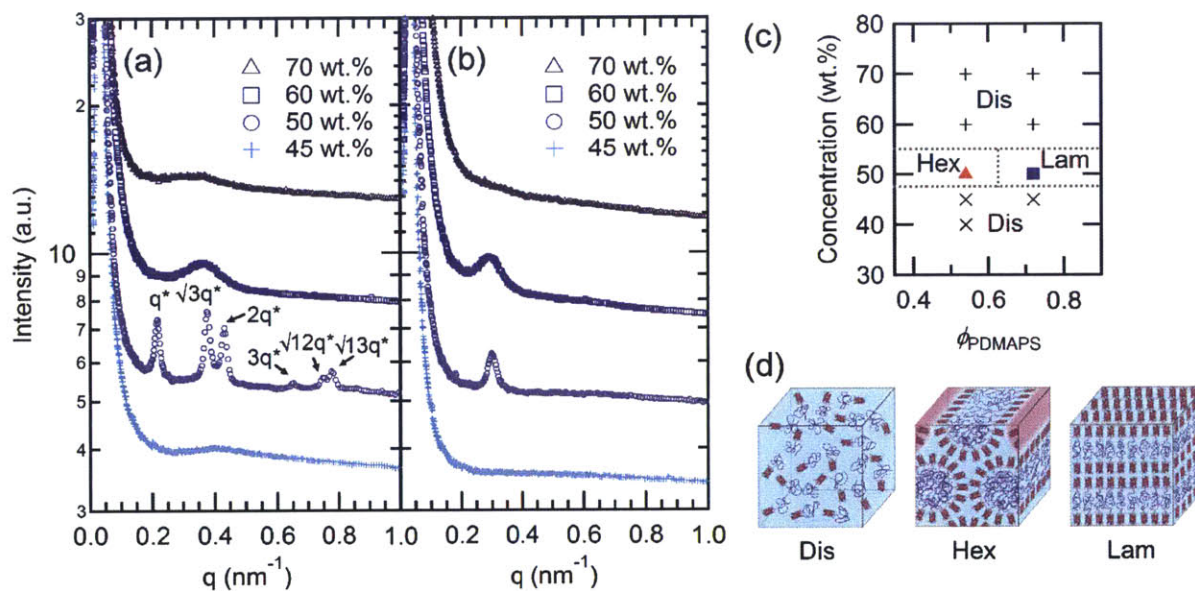 (a)
△ 70 wt.%
□ 60 wt.%
○ 50 wt.%
+ 45 wt.%
q*
√3q*
2q*
3q*
√12q*
√13q*
3
2
10
9
8
7
6
5
4
3
Intensity (a.u.)
0.0 0.2 0.4 0.6 0.8 1.0
q (nm⁻¹)
(b)
△ 70 wt.%
□ 60 wt.%
○ 50 wt.%
+ 45 wt.%
0.2 0.4 0.6 0.8 1.0
q (nm⁻¹)
(c)
Concentration (wt.%)
80
70
60
50
40
30
Dis
Hex
Lam
Dis
0.4 0.6 0.8
ϕPDMAPS
(d)
Dis Hex Lam